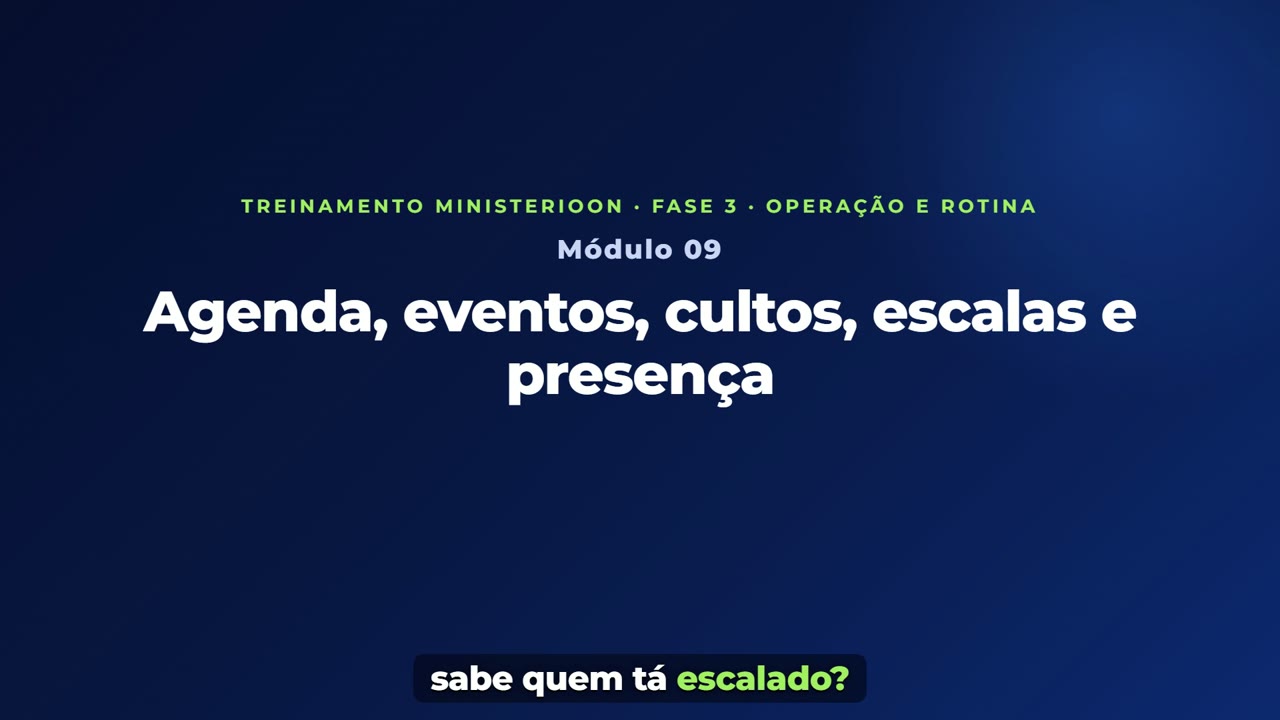 TREINAMENTO MINISTERIOON · FASE 3 · OPERAÇÃO E ROTINA
Módulo 09
Agenda, eventos, cultos, escalas e
presença
sabe quem tá escalado?